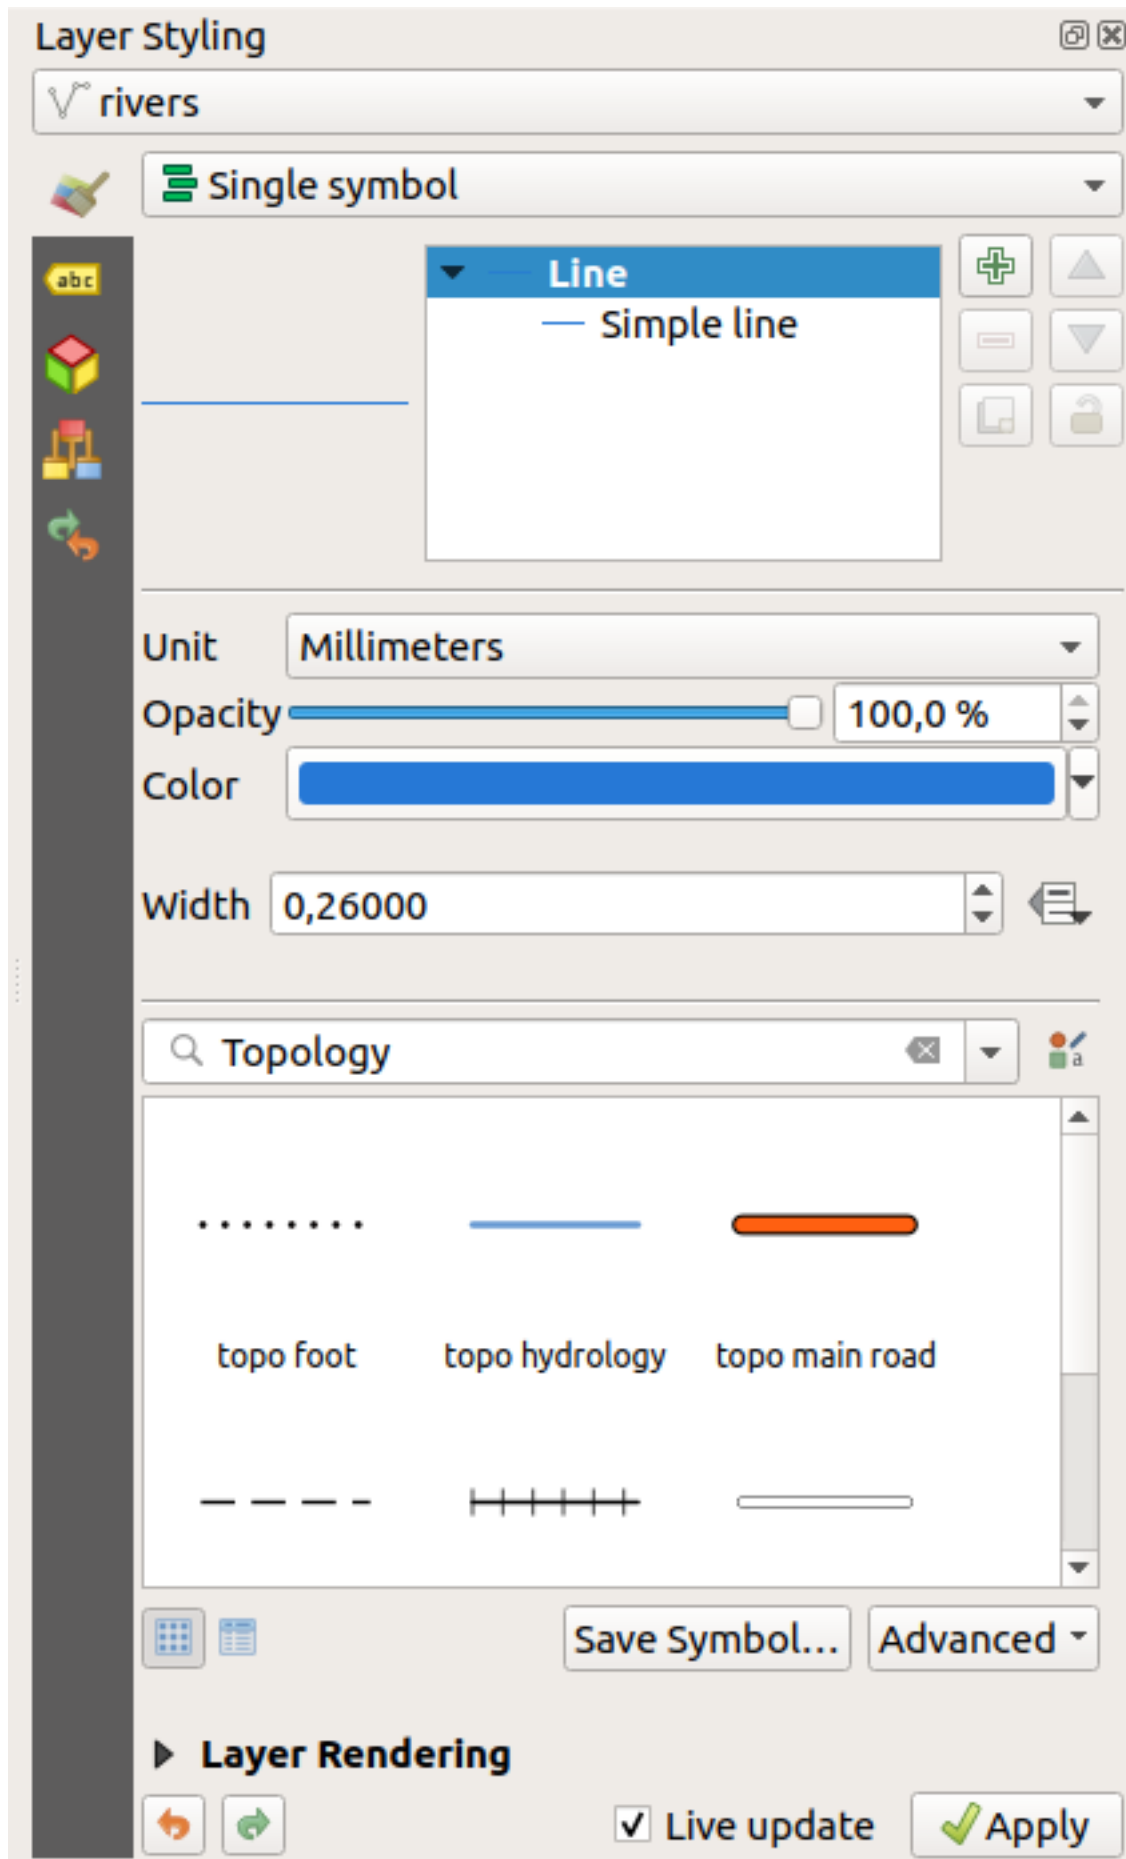 Layer Styling
rivers
Single symbol
abc
Line
Simple line
Unit Millimeters
Opacity 100,0 %
Color
Width 0,26000
Topology
a
topo foot topo hydrology topo main road
Save Symbol... Advanced
Layer Rendering
Live update Apply